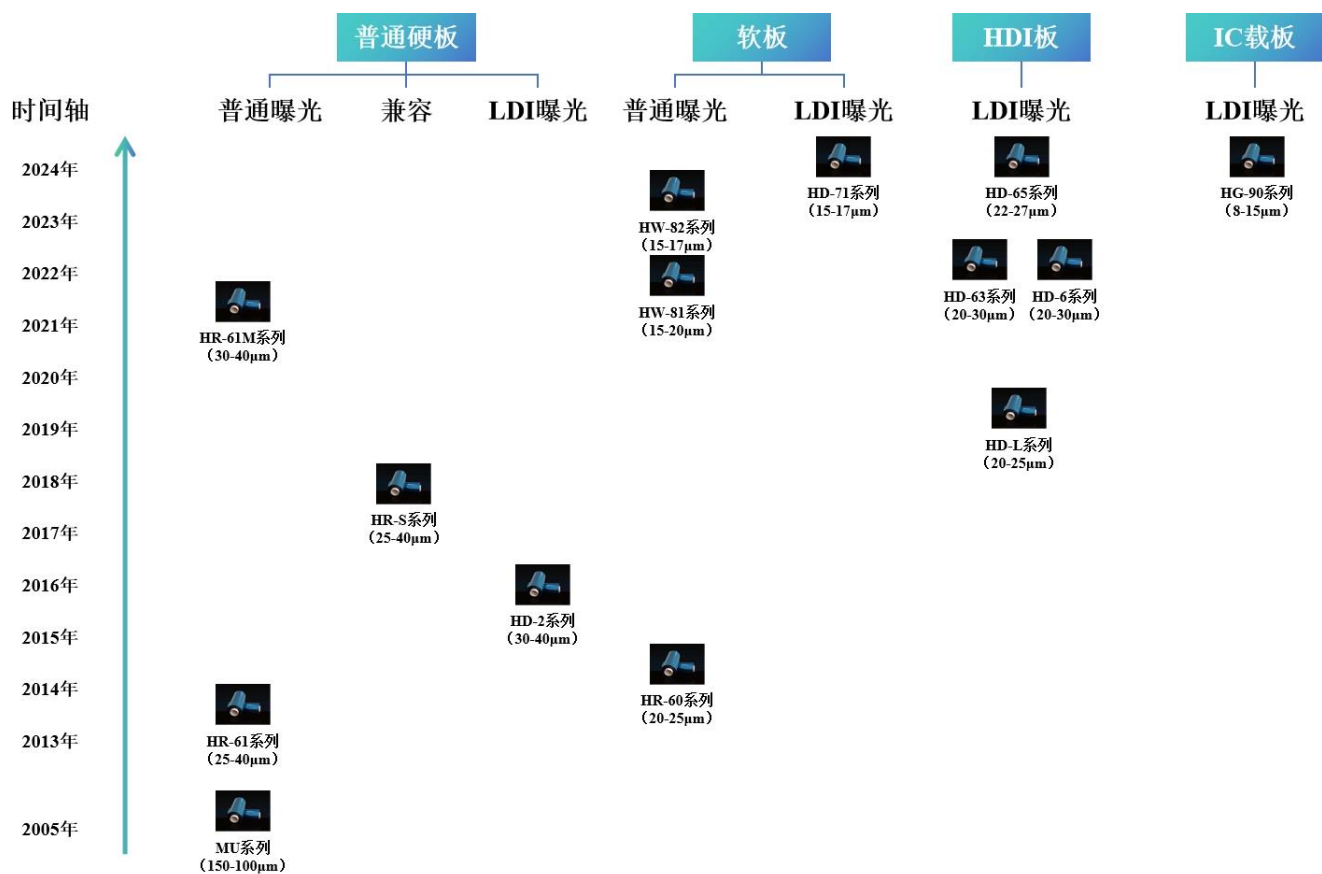 普通硬板
软板
HDI板
IC载板
时间轴
普通曝光
兼容
LDI曝光
普通曝光
LDI曝光
LDI曝光
LDI曝光
2024年
HD-71系列
（15-17μm）
HD-65系列
（22-27μm）
HG-90系列
（8-15μm）
2023年
HW-82系列
（15-17μm）
2022年
HD-63系列
（20-30μm）
HD-6系列
（20-30μm）
2021年
HR-61M系列
（30-40μm）
HW-81系列
（15-20μm）
2020年
2019年
HD-L系列
（20-25μm）
2018年
HR-S系列
（25-40μm）
2017年
2016年
HD-2系列
（30-40μm）
2015年
2014年
HR-60系列
（20-25μm）
2013年
HR-61系列
（25-40μm）
2005年
MU系列
（150-100μm）